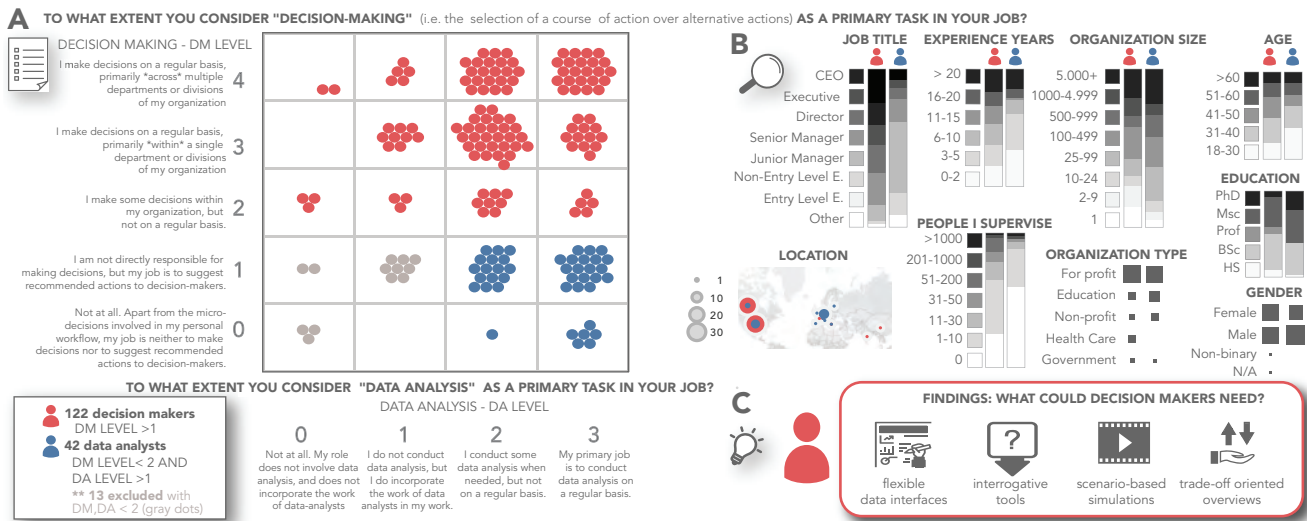 A
TO WHAT EXTENT YOU CONSIDER "DECISION-MAKING" (i.e. the selection of a course of action over alternative actions) AS A PRIMARY TASK IN YOUR JOB?
DECISION MAKING - DM LEVEL
I make decisions on a regular basis,
primarily *across* multiple
departments or divisions
of my organization
4
I make decisions on a regular basis,
primarily *within* a single
department or divisions
of my organization
3
I make some decisions within
my organization, but
not on a regular basis.
2
I am not directly responsible for
making decisions, but my job is to suggest
recommended actions to decision-makers.
1
Not at all. Apart from the micro-
decisions involved in my personal
workflow, my job is neither to make
decisions nor to suggest recommended
actions to decision-makers.
0
TO WHAT EXTENT YOU CONSIDER "DATA ANALYSIS" AS A PRIMARY TASK IN YOUR JOB?
DATA ANALYSIS - DA LEVEL
0
Not at all. My role
does not involve data
analysis, and does not
incorporate the work
of data-analysts
1
I do not conduct
data analysis, but
I do incorporate
the work of data
analysts in my work.
2
I conduct some
data analysis when
needed, but not
on a regular basis.
3
My primary job
is to conduct
data analysis on
a regular basis.
122 decision makers
DM LEVEL >1
42 data analysts
DM LEVEL< 2 AND
DA LEVEL >1
** 13 excluded with
DM,DA < 2 (gray dots)
B
JOB TITLE
CEO
Executive
Director
Senior Manager
Junior Manager
Non-Entry Level E.
Entry Level E.
Other
EXPERIENCE YEARS
> 20
16-20
11-15
6-10
3-5
0-2
ORGANIZATION SIZE
5.000+
1000-4.999
500-999
100-499
25-99
10-24
2-9
1
AGE
>60
51-60
41-50
31-40
18-30
EDUCATION
PhD
Msc
Prof
BSc
HS
LOCATION
1
10
20
30
PEOPLE I SUPERVISE
>1000
201-1000
51-200
31-50
11-30
1-10
0
ORGANIZATION TYPE
For profit
Education
Non-profit
Health Care
Government
GENDER
Female
Male
Non-binary
N/A
C
FINDINGS: WHAT COULD DECISION MAKERS NEED?
?
flexible
data interfaces
interrogative
tools
scenario-based
simulations
trade-off oriented
overviews